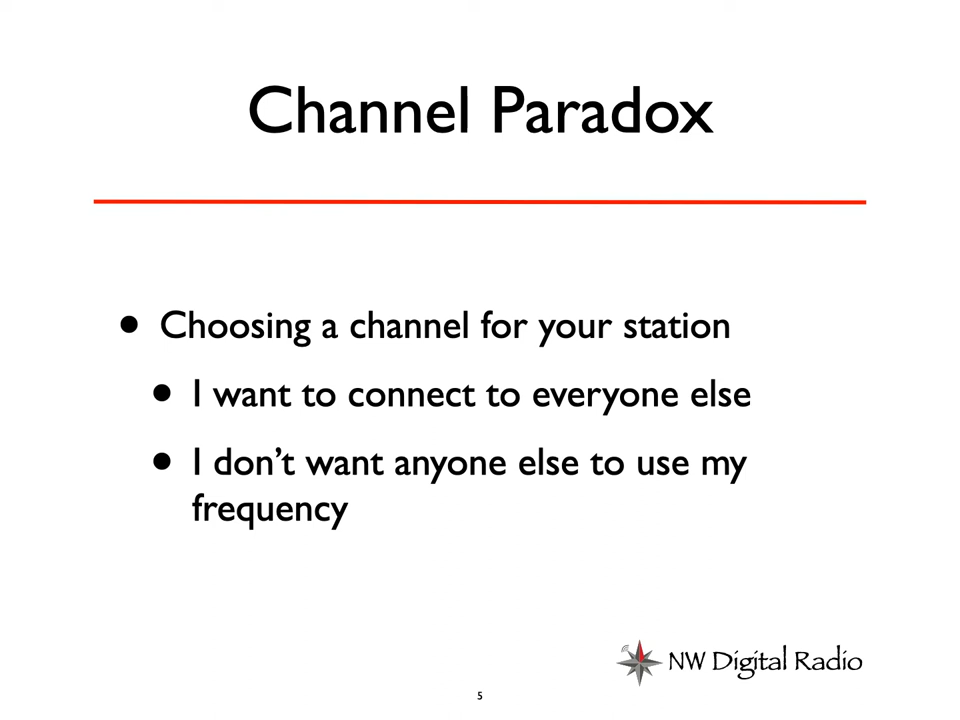 Channel Paradox
• Choosing a channel for your station
• I want to connect to everyone else
• I don’t want anyone else to use my
frequency
NW Digital Radio
5